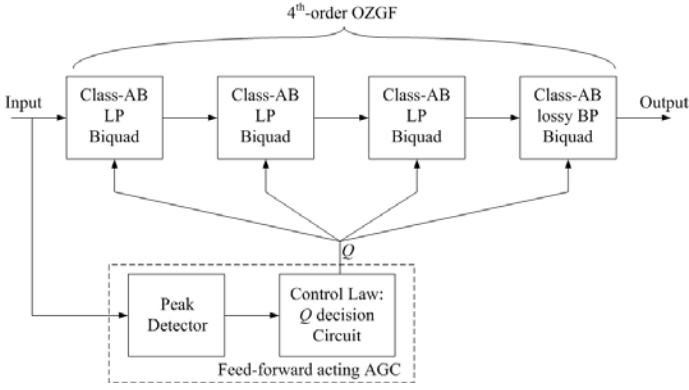 4th-order OZGF
Input
Class-AB
LP
Biquad
Class-AB
LP
Biquad
Class-AB
LP
Biquad
Class-AB
lossy BP
Biquad
Output
Q
Peak
Detector
Control Law:
Q decision
Circuit
Feed-forward acting AGC